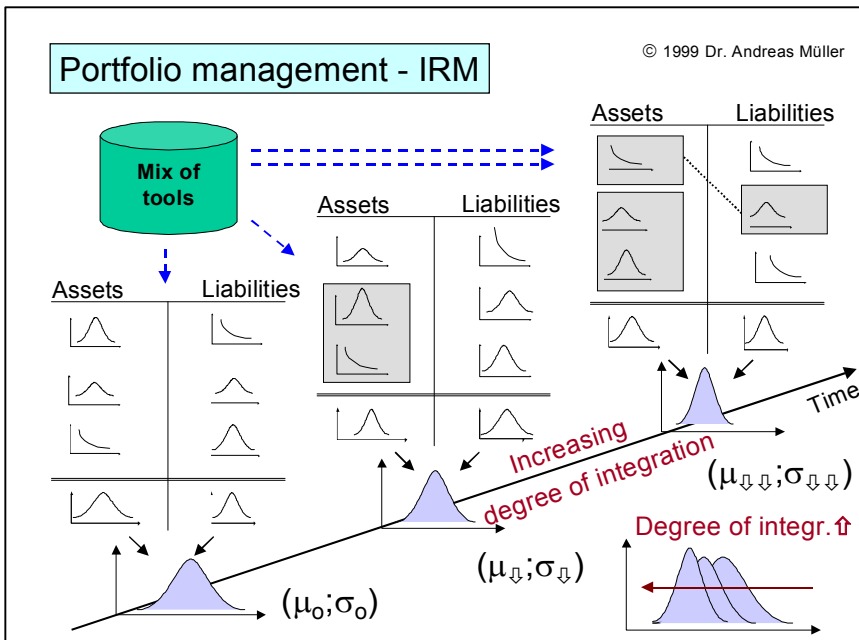 © 1999 Dr. Andreas Müller
Portfolio management - IRM
Mix of
tools
Assets Liabilities
Assets Liabilities
Assets Liabilities
Time
Increasing
degree of integration
(μo;σo)
(μ⇩;σ⇩)
(μ⇩⇩;σ⇩⇩)
Degree of integr.⇧